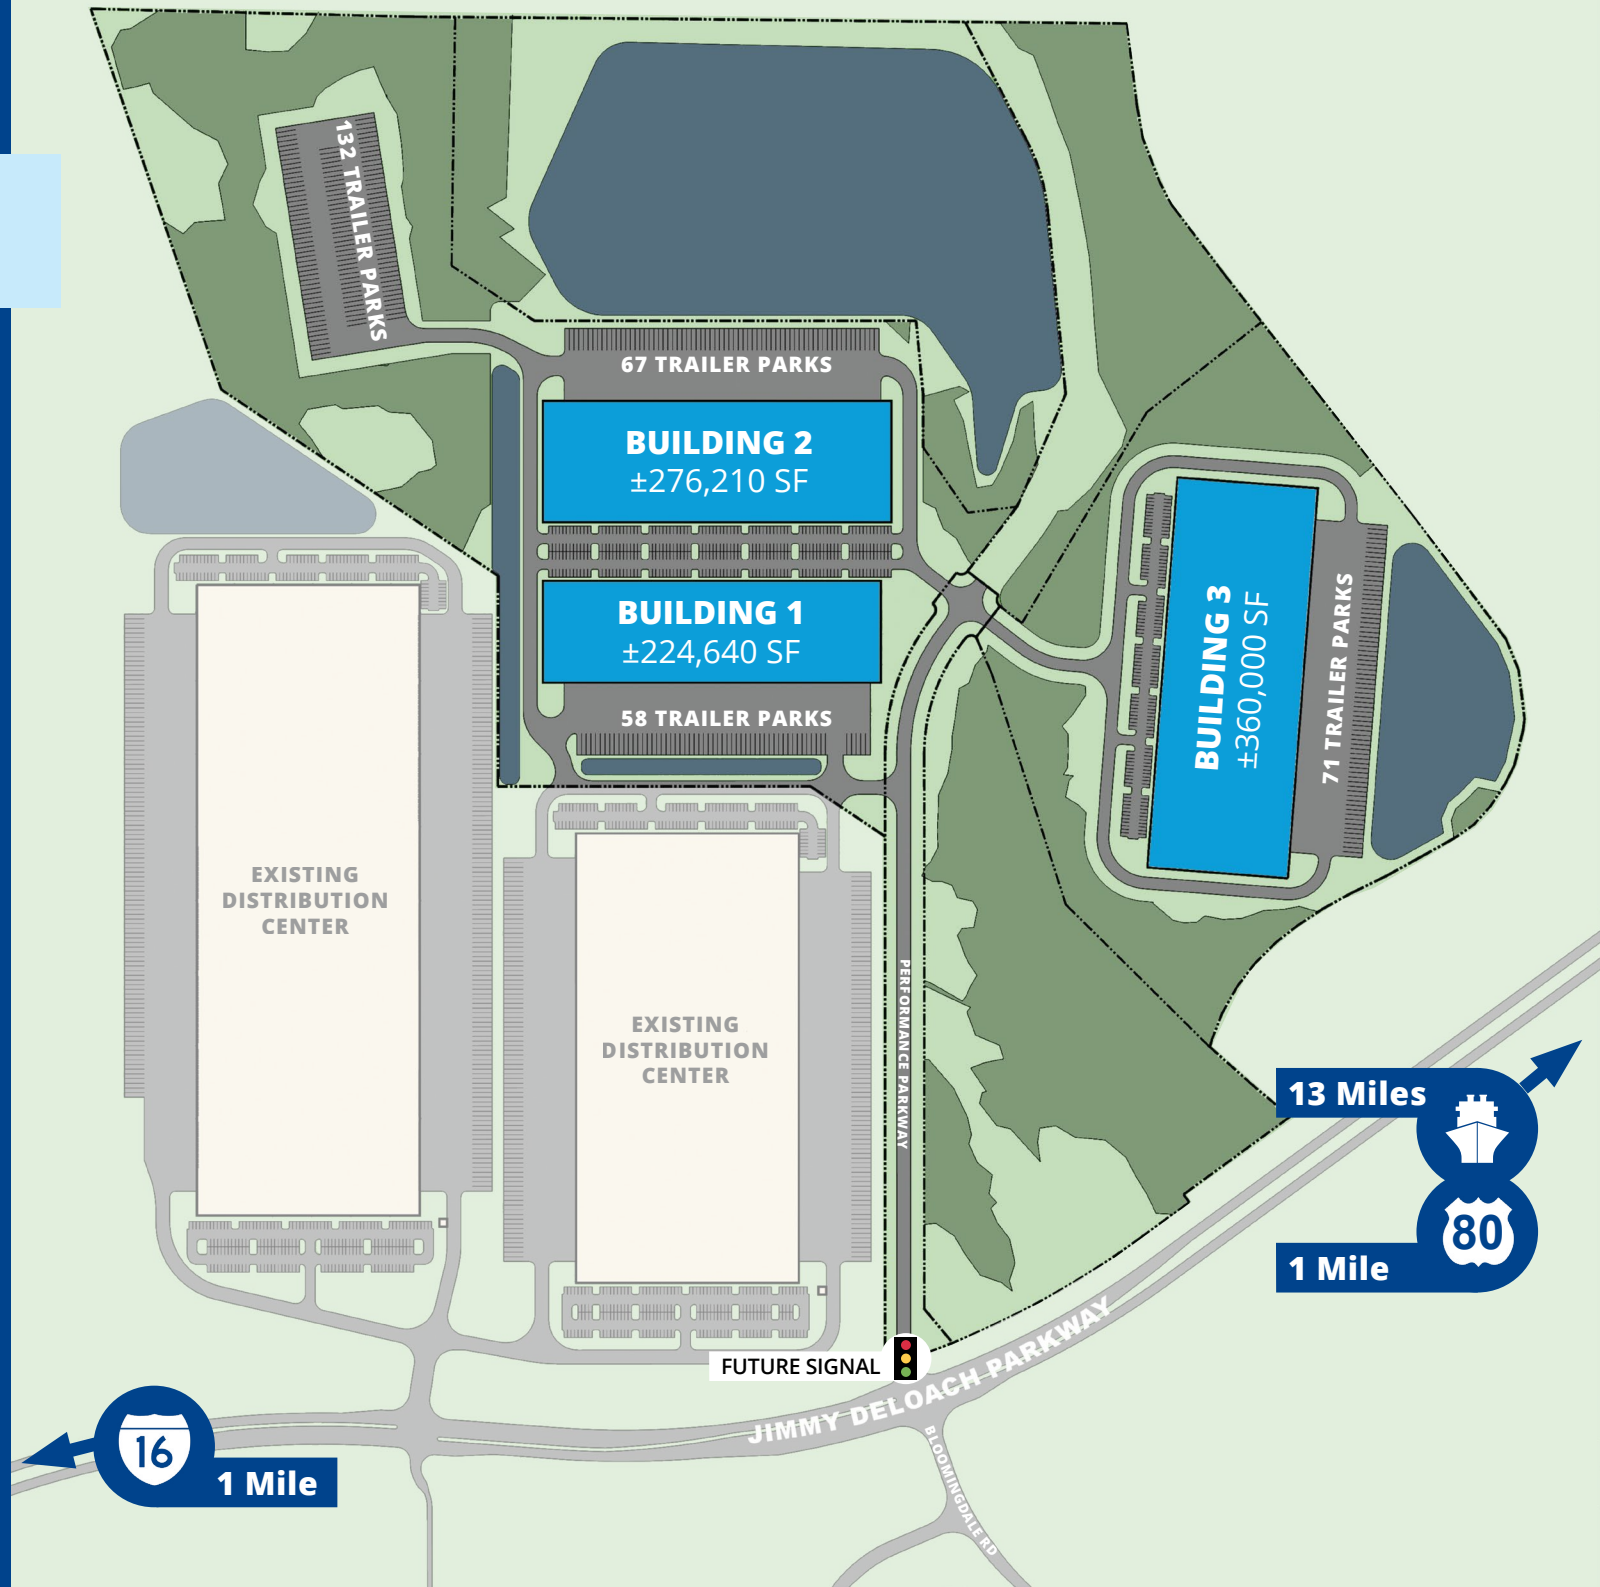 132 TRAILER PARKS
67 TRAILER PARKS
BUILDING 2
±276,210 SF
BUILDING 1
±224,640 SF
58 TRAILER PARKS
BUILDING 3
±360,000 SF
71 TRAILER PARKS
EXISTING
DISTRIBUTION
CENTER
EXISTING
DISTRIBUTION
CENTER
PERFORMANCE PARKWAY
13 Miles
80
1 Mile
FUTURE SIGNAL
JIMMY DELOACH PARKWAY
BLOOMINGDALE RD
16
1 Mile